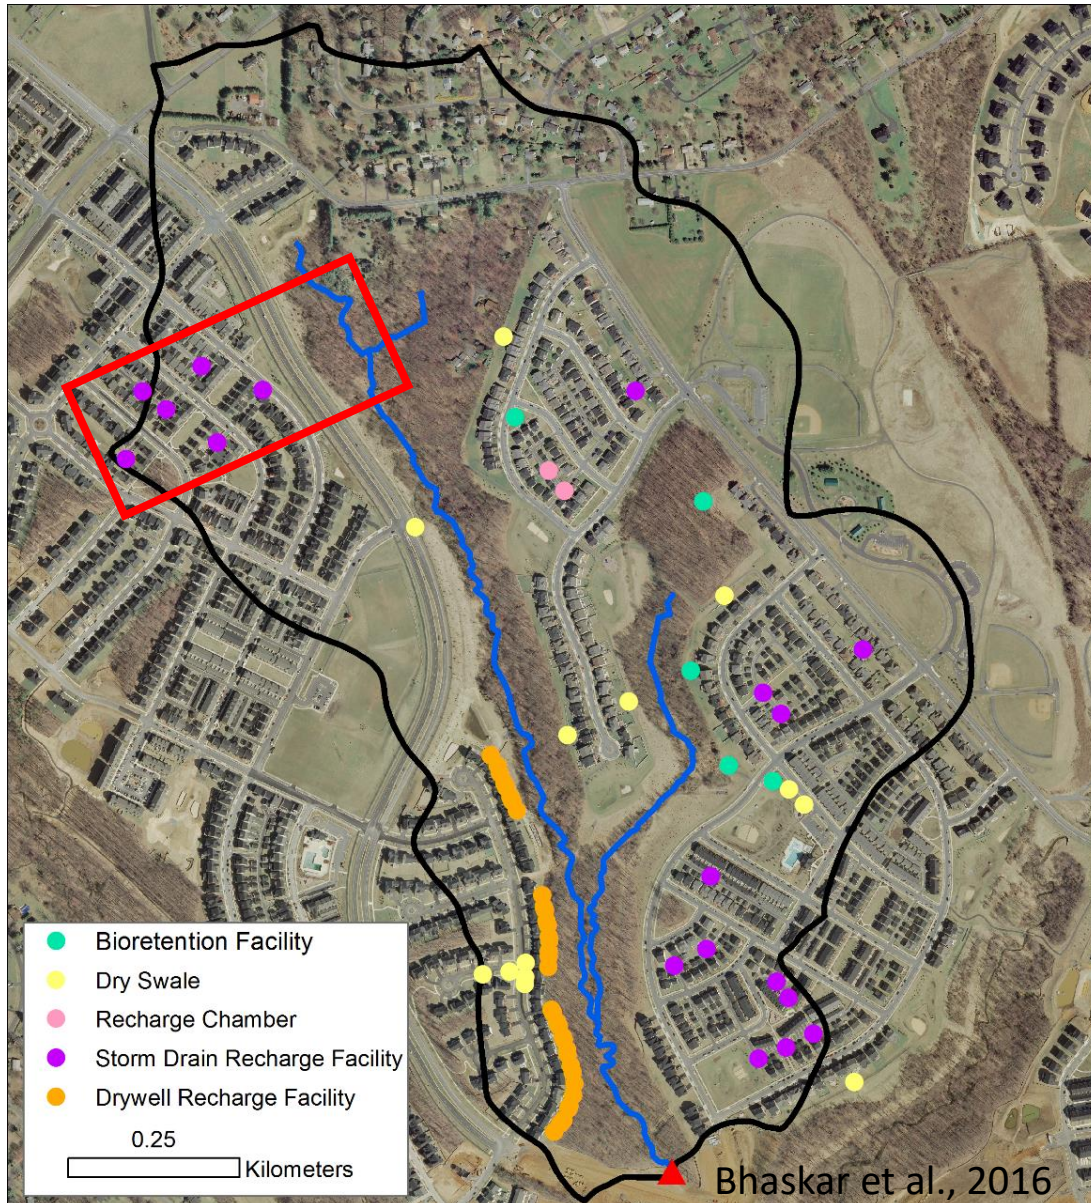 Bioretention Facility
Dry Swale
Recharge Chamber
Storm Drain Recharge Facility
Drywell Recharge Facility
0.25
Kilometers
Bhaskar et al., 2016